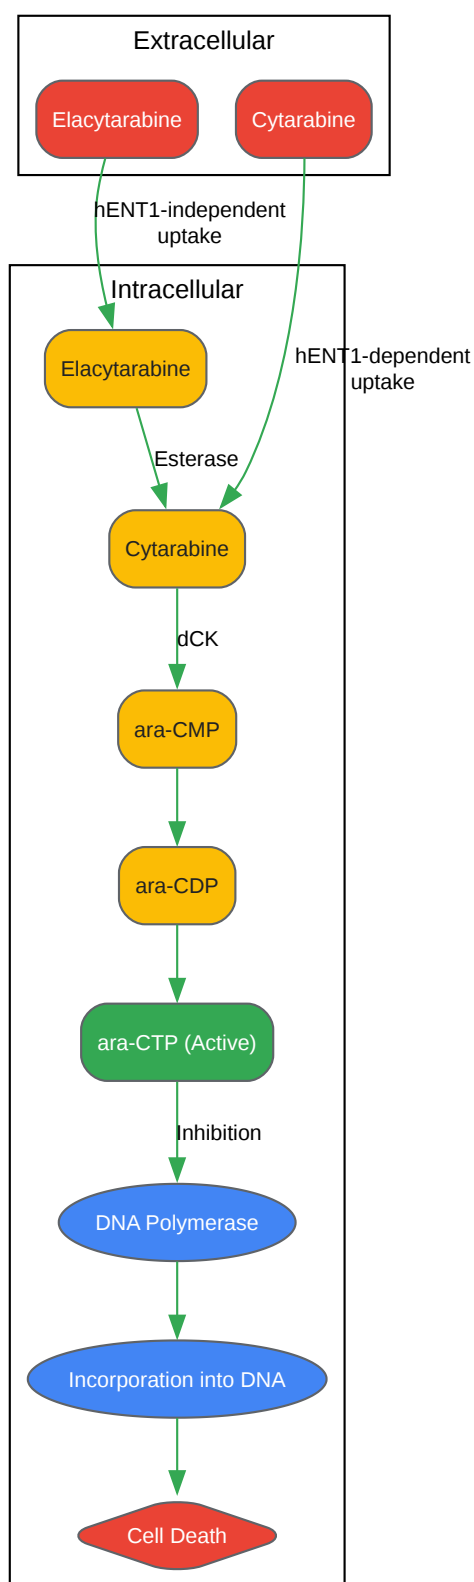 Extracellular
Elacytarabine
Cytarabine
hENT1-independent
uptake
Intracellular
hENT1-dependent
uptake
Elacytarabine
Esterase
Cytarabine
dCK
ara-CMP
ara-CDP
ara-CTP (Active)
Inhibition
DNA Polymerase
Incorporation into DNA
Cell Death